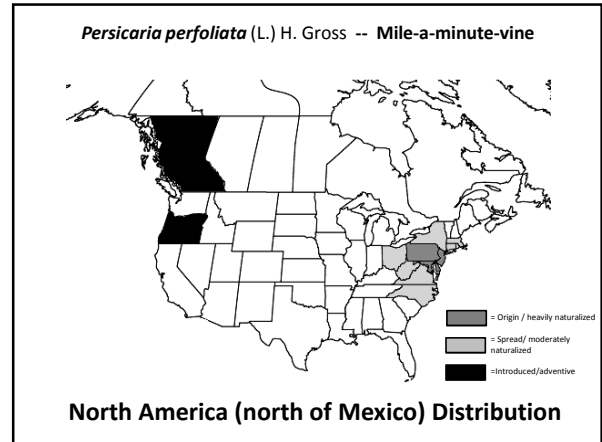 Persicaria perfoliata (L.) H. Gross -- Mile-a-minute-vine
= Origin / heavily naturalized
= Spread/ moderately
naturalized
=Introduced/adventive
North America (north of Mexico) Distribution